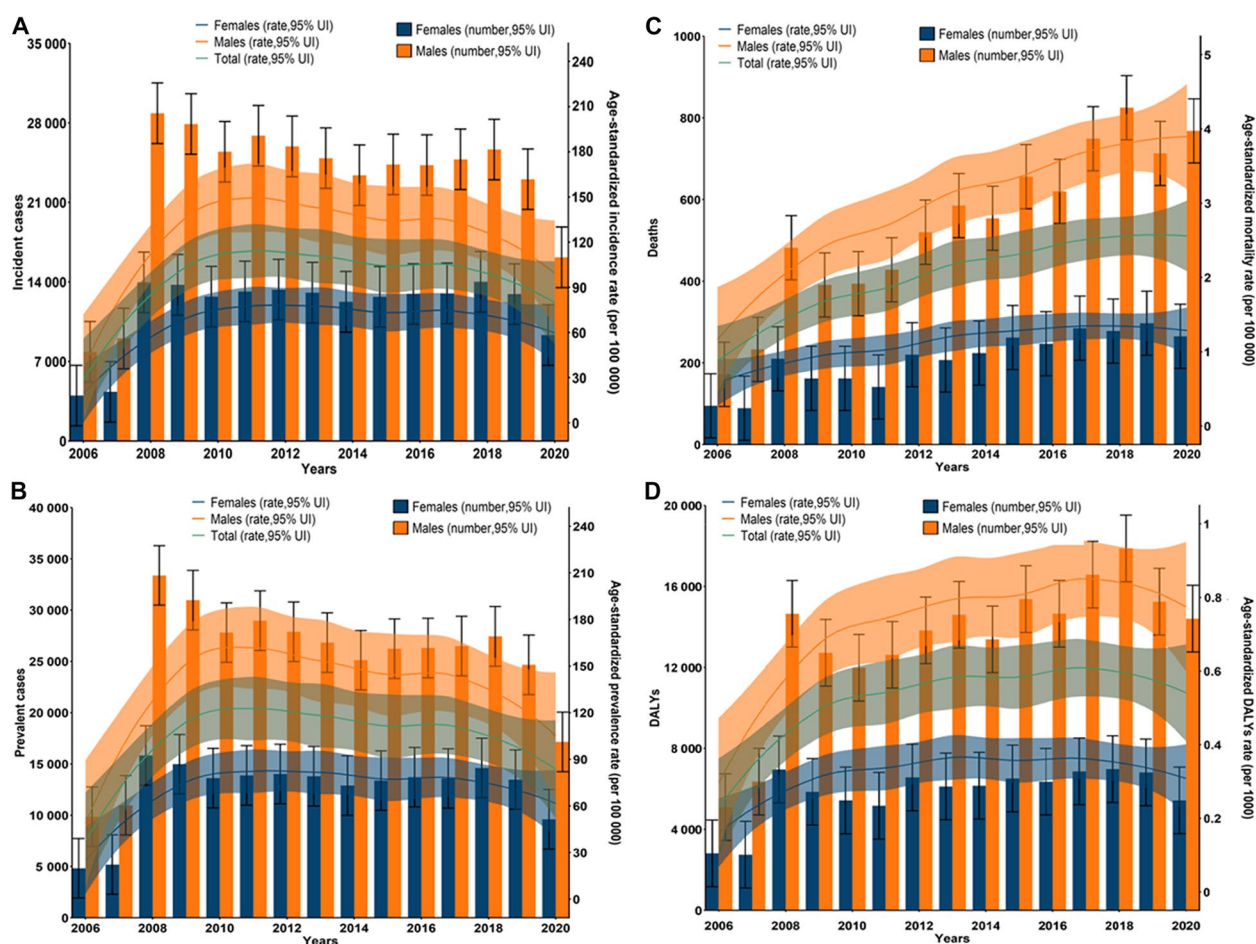 A
Females (rate,95% UI)
Males (rate,95% UI)
Total (rate,95% UI)
Females (number,95% UI)
Males (number,95% UI)
35 000
28 000
21 000
14 000
7 000
0
Incident cases
240
210
180
150
120
90
60
30
0
Age-standardized incidence rate (per 100 000)
2006 2008 2010 2012 2014 2016 2018 2020
Years
C
Females (rate,95% UI)
Males (rate,95% UI)
Total (rate,95% UI)
Females (number,95% UI)
Males (number,95% UI)
1000
800
600
400
200
0
Deaths
5
4
3
2
1
0
Age-standardized mortality rate (per 100 000)
2006 2008 2010 2012 2014 2016 2018 2020
Years
B
Females (rate,95% UI)
Males (rate,95% UI)
Total (rate,95% UI)
Females (number,95% UI)
Males (number,95% UI)
40 000
35 000
30 000
25 000
20 000
15 000
10 000
5 000
0
Prevalent cases
240
210
180
150
120
90
60
30
0
Age-standardized prevalence rate (per 100 000)
2006 2008 2010 2012 2014 2016 2018 2020
Years
D
Females (rate,95% UI)
Males (rate,95% UI)
Total (rate,95% UI)
Females (number,95% UI)
Males (number,95% UI)
20 000
16 000
12 000
8 000
4 000
0
DALYs
1
0.8
0.6
0.4
0.2
0
Age-standardized DALYs rate (per 1000)
2006 2008 2010 2012 2014 2016 2018 2020
Years